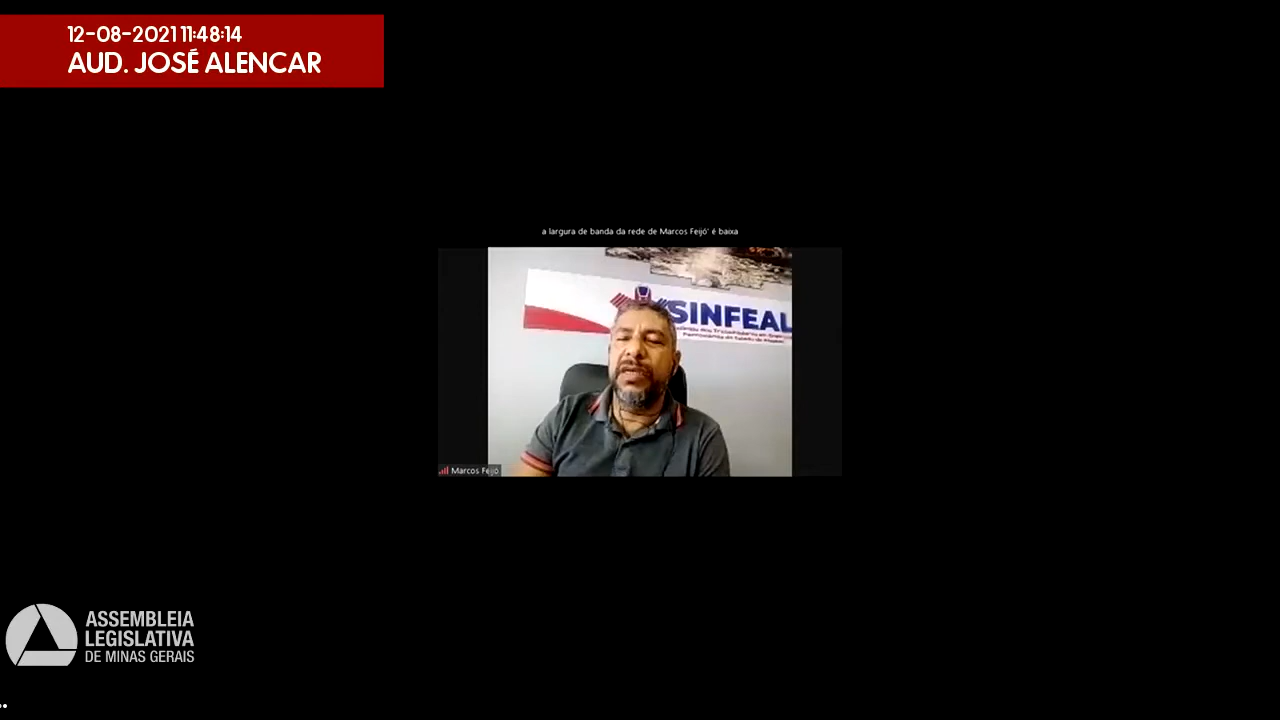 12-08-2021 11:48:14
AUD. JOSÉ ALENCAR
a largura de banda da rede de Marcos Feijó' é baixa
SINFEAL
Marcos Feijó
ASSEMBLEIA
LEGISLATIVA
DE MINAS GERAIS